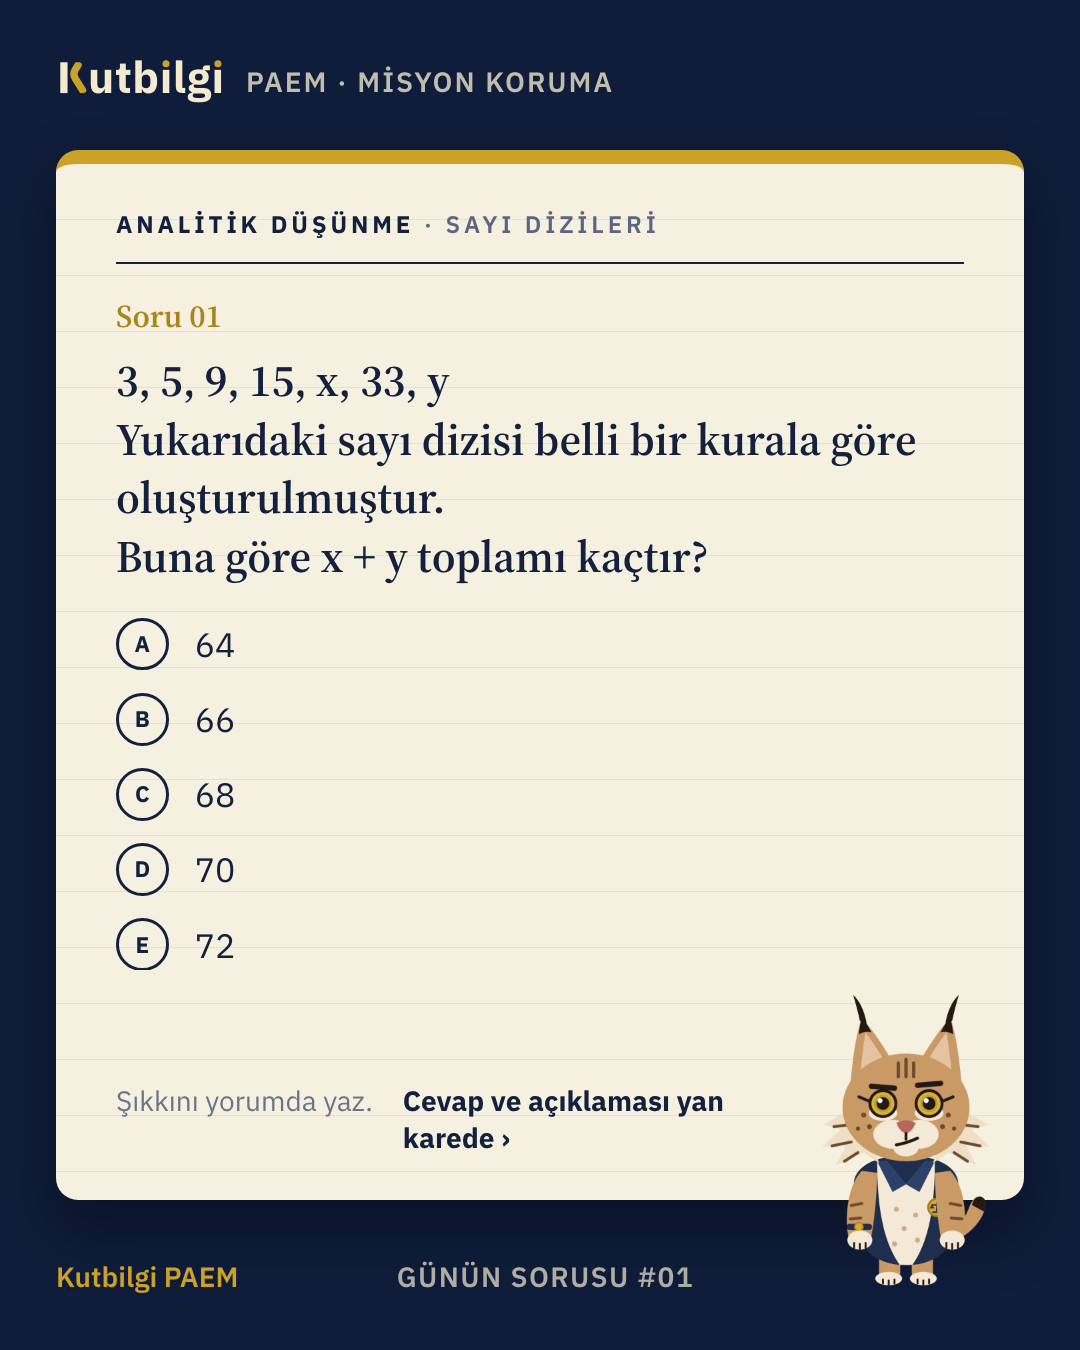 Kutbilgi PAEM · MİSYON KORUMA
ANALİTİK DÜŞÜNME · SAYI DİZİLERİ
Soru 01
3, 5, 9, 15, x, 33, y
Yukarıdaki sayı dizisi belli bir kurala göre
oluşturulmuştur.
Buna göre x + y toplamı kaçtır?
A 64
B 66
C 68
D 70
E 72
Şıkkını yorumda yaz. Cevap ve açıklaması yan
karede ›
Kutbilgi PAEM GÜNÜN SORUSU #01